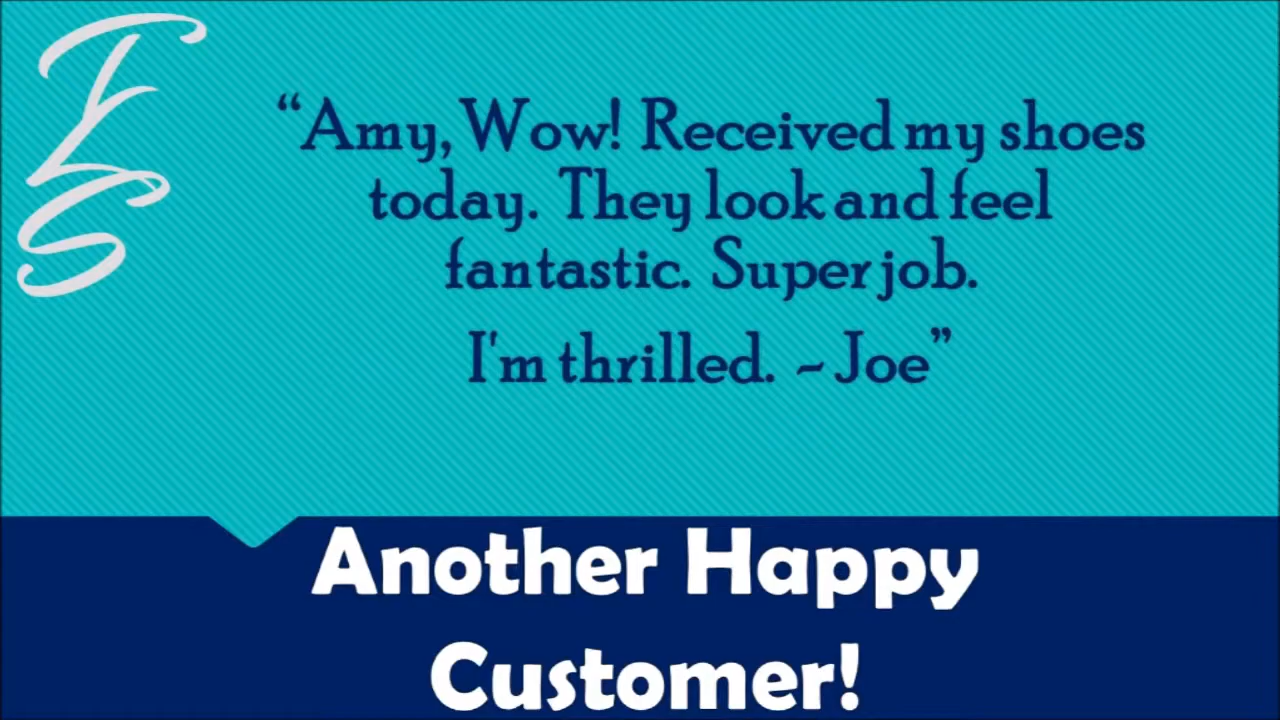 “Amy, Wow! Received my shoes
today. They look and feel
fantastic. Super job.
I'm thrilled. ~ Joe”
Another Happy
Customer!